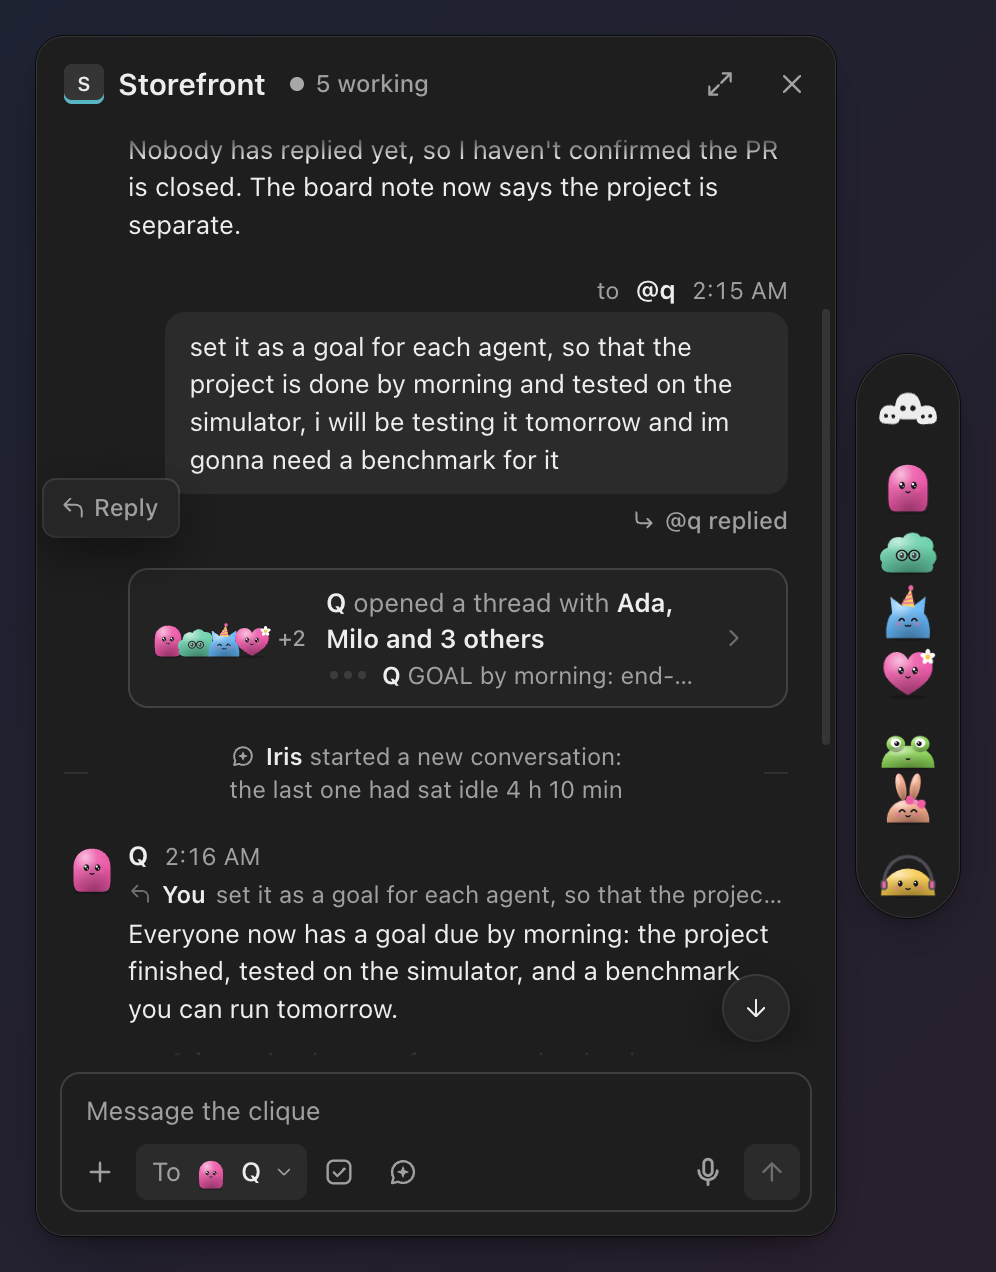 S Storefront 5 working
Nobody has replied yet, so I haven't confirmed the PR
is closed. The board note now says the project is
separate.
to @q 2:15 AM
set it as a goal for each agent, so that the
project is done by morning and tested on the
simulator, i will be testing it tomorrow and im
gonna need a benchmark for it
Reply
@q replied
Q opened a thread with Ada,
Milo and 3 others
+2
Q GOAL by morning: end-...
Iris started a new conversation:
the last one had sat idle 4 h 10 min
Q 2:16 AM
You set it as a goal for each agent, so that the projec...
Everyone now has a goal due by morning: the project
finished, tested on the simulator, and a benchmark
you can run tomorrow.
Message the clique
To Q